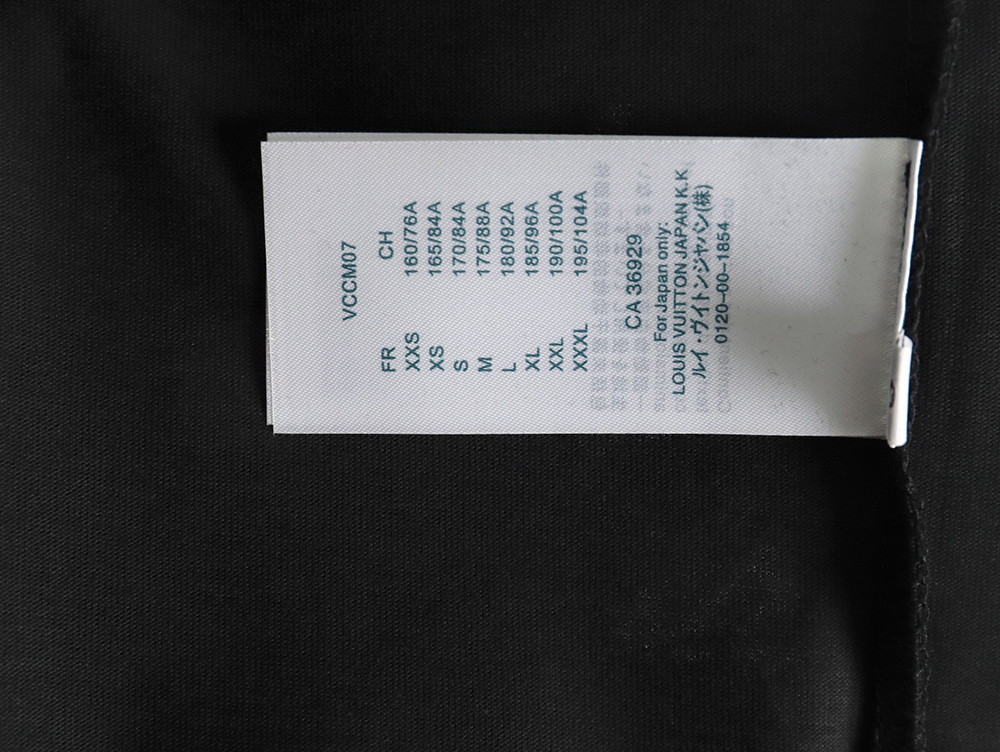 VCCM07
FR CH
XXS 160/76A
XS 165/84A
S 170/84A
M 175/88A
L 180/92A
XL 185/96A
XXL 190/100A
XXXL 195/104A
CA 36929
For Japan only:
LOUIS VUITTON JAPAN K.K
ルイ・ヴィトンジャパン(株)
0120-00-1854